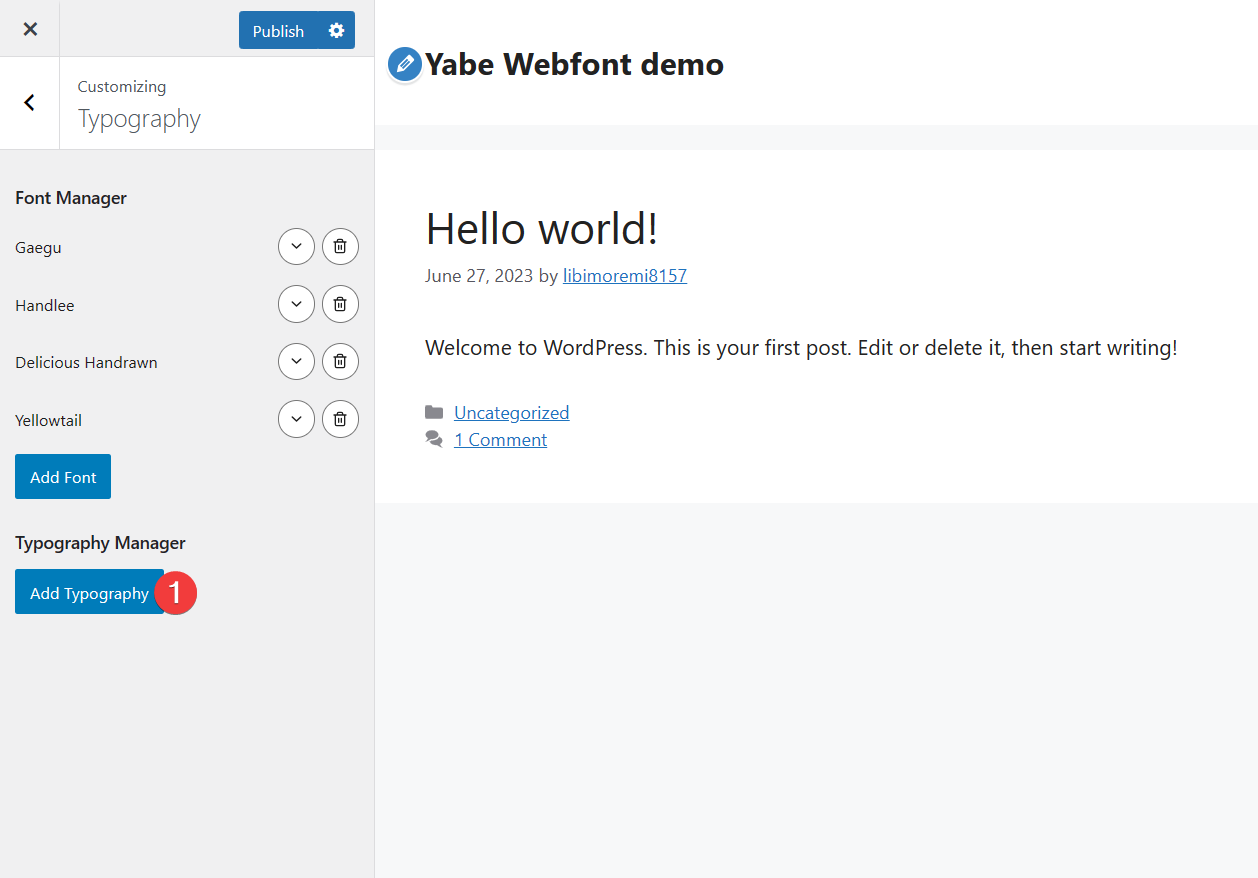 Publish
Customizing
Typography
Font Manager
Gaegu
Handlee
Delicious Handrawn
Yellowtail
Add Font
Typography Manager
Add Typography 1
Yabe Webfont demo
Hello world!
June 27, 2023 by libimoremi8157
Welcome to WordPress. This is your first post. Edit or delete it, then start writing!
Uncategorized
1 Comment